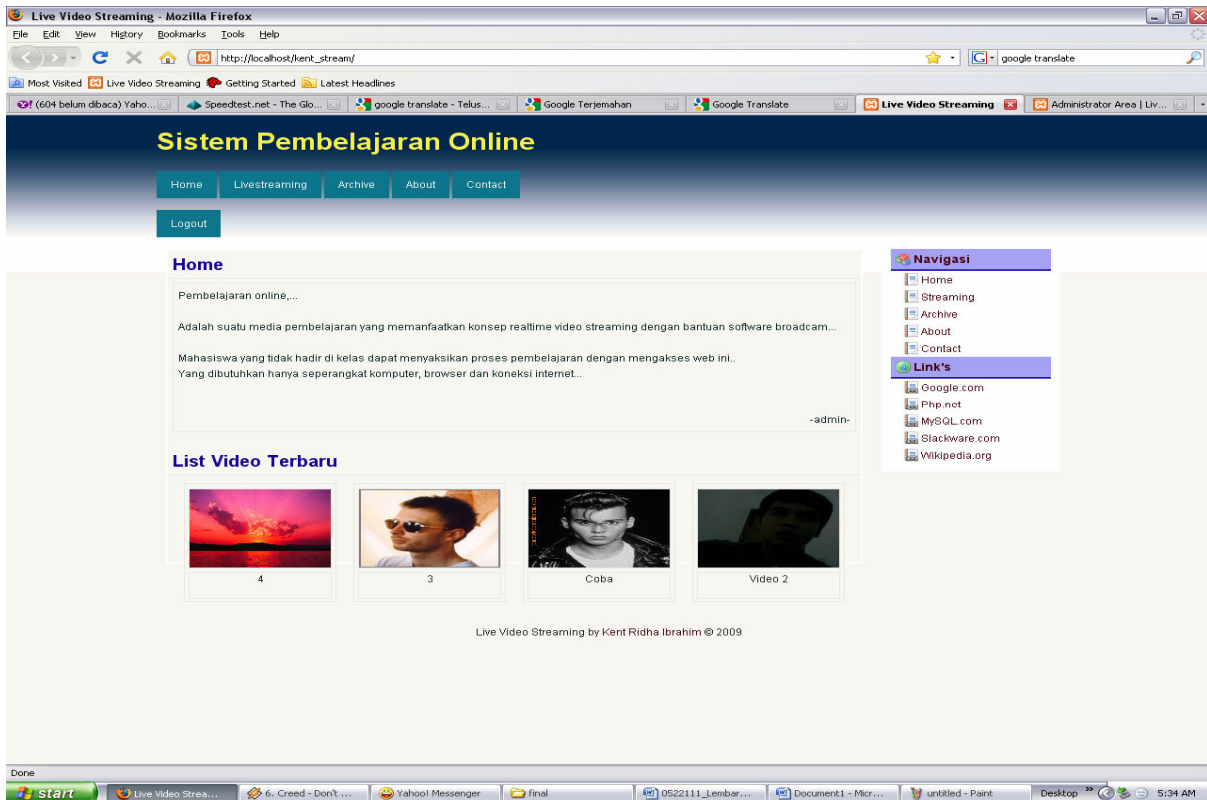 Live Video Streaming - Mozilla Firefox
File Edit View History Bookmarks Tools Help
http://localhost/kent_stream/ google translate
Most Visited Live Video Streaming Getting Started Latest Headlines
(604 belum dibaca) Yaho... Speedtest.net - The Glo... google translate - Telus... Google Terjemahan Google Translate Live Video Streaming Administrator Area | Liv...
Sistem Pembelajaran Online
Home Livestreaming Archive About Contact
Logout
Home
Pembelajaran online,...
Adalah suatu media pembelajaran yang memanfaatkan konsep realtime video streaming dengan bantuan software broadcam...
Mahasiswa yang tidak hadir di kelas dapat menyaksikan proses pembelajaran dengan mengakses web ini..
Yang dibutuhkan hanya seperangkat komputer, browser dan koneksi internet...
-admin-
List Video Terbaru
4 3 Coba Video 2
Navigasi
Home
Streaming
Archive
About
Contact
Link's
Google.com
Php.net
MySQL.com
Slackware.com
Wikipedia.org
Live Video Streaming by Kent Ridha Ibrahim © 2009
Done
start Live Video Strea... 6. Creed - Don't ... Yahoo! Messenger final 0522111_Lembar... Document1 - Micr... untitled - Paint Desktop » 5:34 AM